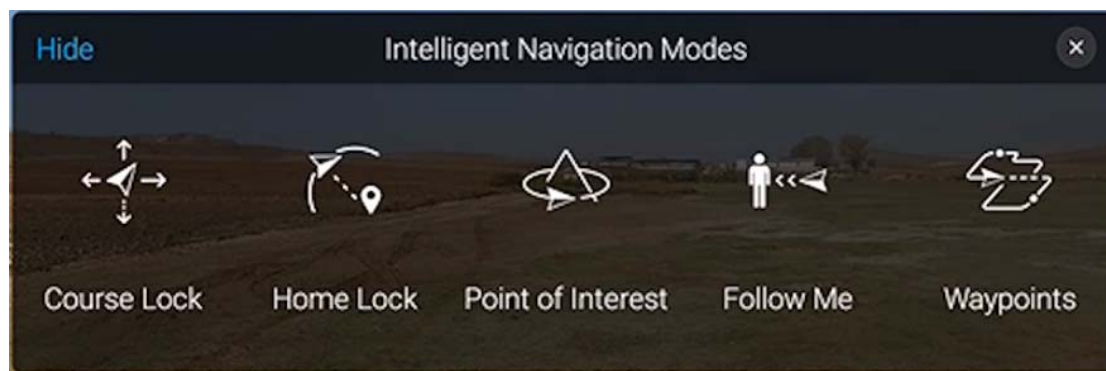 Hide
Intelligent Navigation Modes
Course Lock
Home Lock
Point of Interest
Follow Me
Waypoints